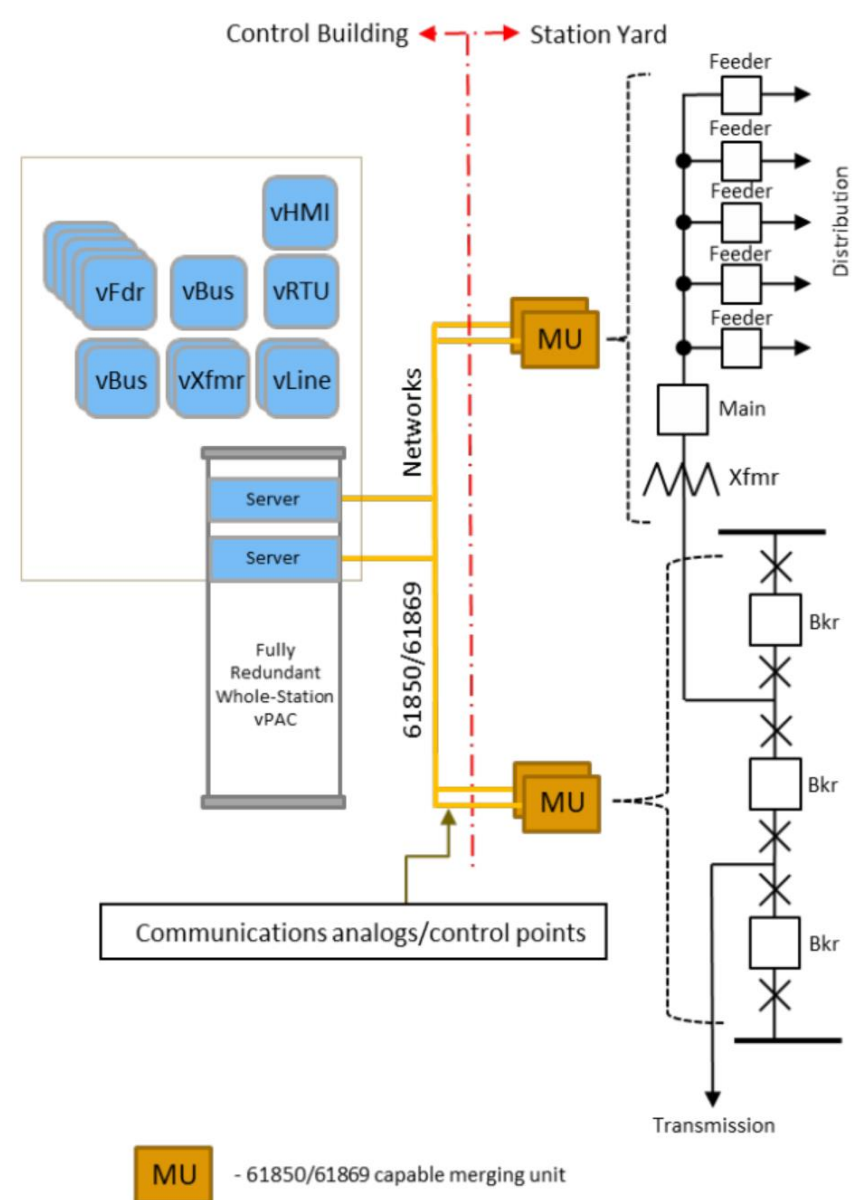 Control Building
Station Yard
Feeder
Feeder
Feeder
Feeder
Feeder
Distribution
Main
Xfmr
vHMI
vFdr
vBus
vRTU
vBus
vXfmr
vLine
MU
Networks
Server
Server
61850/61869
Fully
Redundant
Whole-Station
vPAC
MU
Bkr
Bkr
Bkr
Communications analogs/control points
Transmission
MU
- 61850/61869 capable merging unit